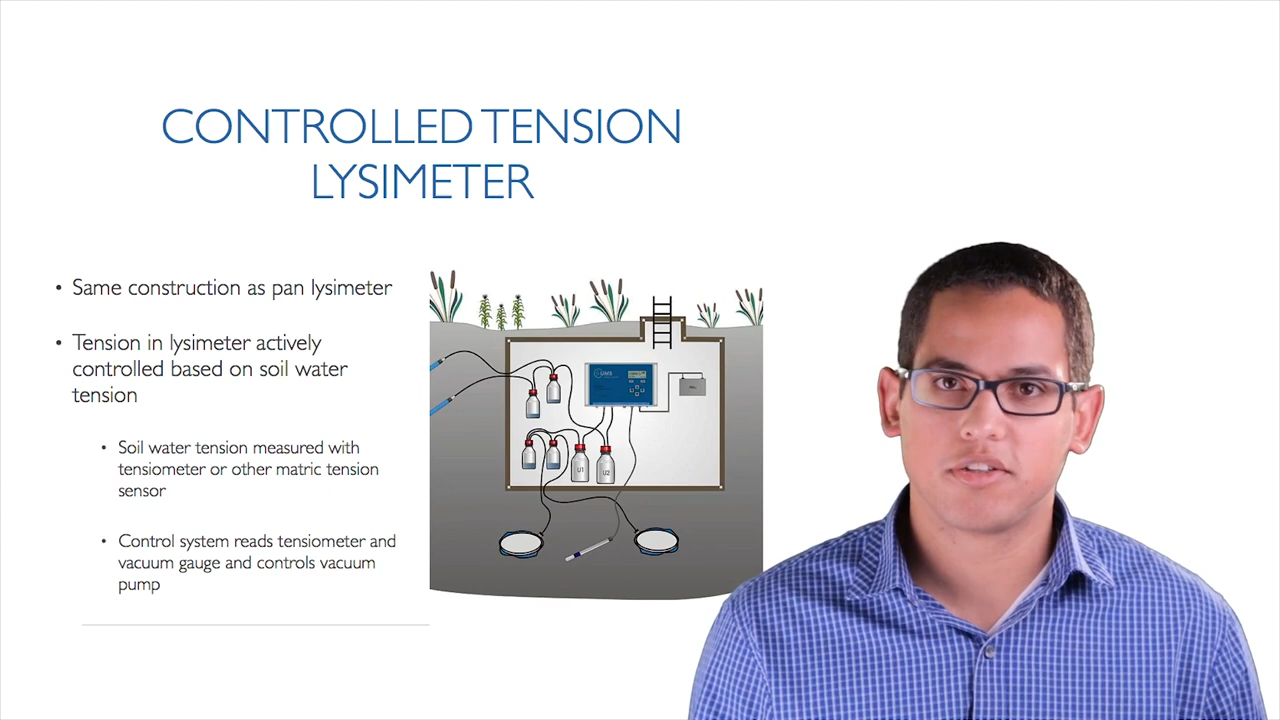 CONTROLLED TENSION
LYSIMETER
• Same construction as pan lysimeter
• Tension in lysimeter actively
controlled based on soil water
tension
• Soil water tension measured with
tensiometer or other matric tension
sensor
• Control system reads tensiometer and
vacuum gauge and controls vacuum
pump
UMS
U1
U2